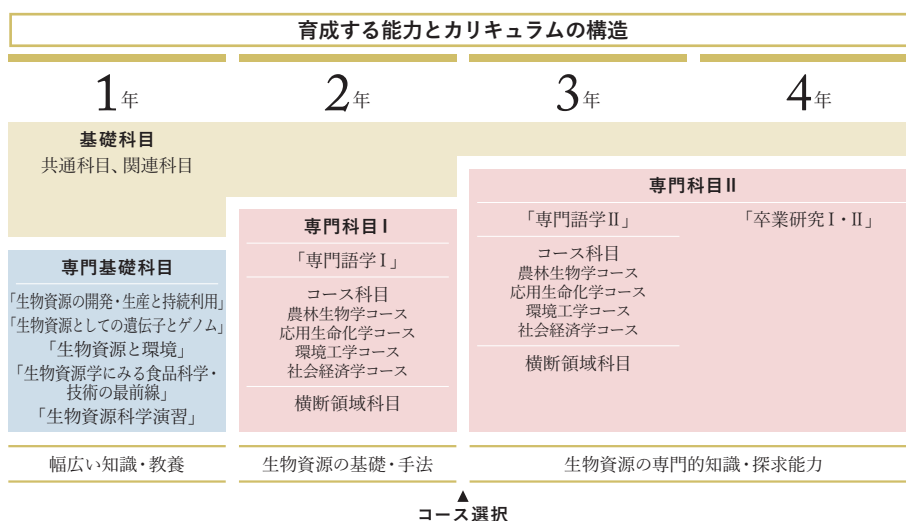 育成する能力とカリキュラムの構造
1年
2年
3年
4年
基礎科目
共通科目、関連科目
専門基礎科目
「生物資源の開発・生産と持続利用」
「生物資源としての遺伝子とゲノム」
「生物資源と環境」
「生物資源学にみる食品科学・
技術の最前線」
「生物資源科学演習」
専門科目I
「専門語学I」
コース科目
農林生物学コース
応用生命化学コース
環境工学コース
社会経済学コース
横断領域科目
専門科目II
「専門語学II」
コース科目
農林生物学コース
応用生命化学コース
環境工学コース
社会経済学コース
横断領域科目
「卒業研究I・II」
幅広い知識・教養
生物資源の基礎・手法
生物資源の専門的知識・探求能力
▲
コース選択